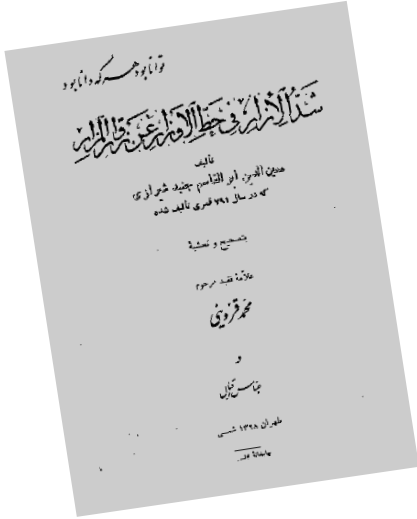 توانا بود هر که دانا بود
شد الازار فی حط الاوزار عن زوار المزار
تألیف
معین الدین ابو القاسم جنید شیرازی
که در سال ۷۹۱ قمری تألیف شده
بتصحیح و تحشیهٔ
علامهٔ فقید مرحوم
محمد قزوینی
و
عباس اقبال
طهران ۱۳۲۸ شمسی